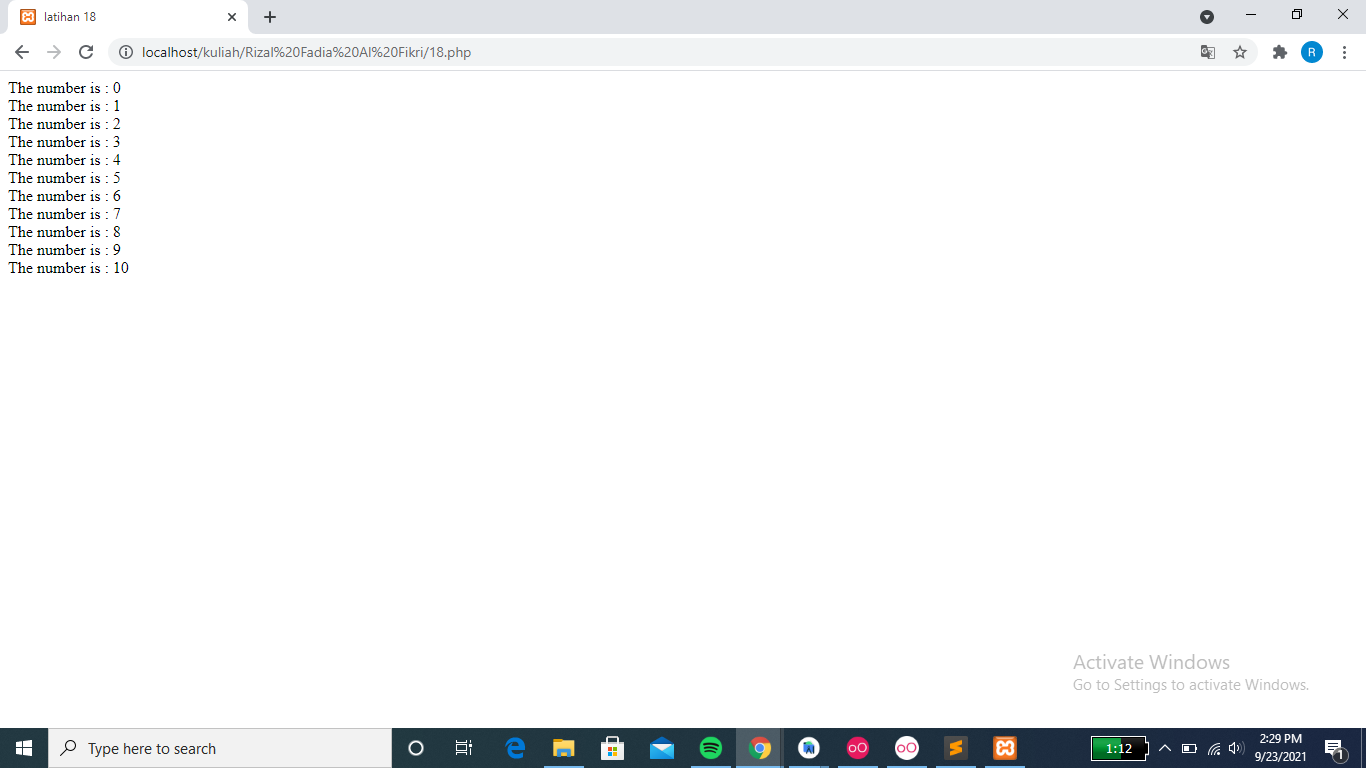 latihan 18
localhost/kuliah/Rizal%20Fadia%20Al%20Fikri/18.php
R
The number is : 0
The number is : 1
The number is : 2
The number is : 3
The number is : 4
The number is : 5
The number is : 6
The number is : 7
The number is : 8
The number is : 9
The number is : 10
Activate Windows
Go to Settings to activate Windows.
Type here to search
1:12
2:29 PM
9/23/2021
1